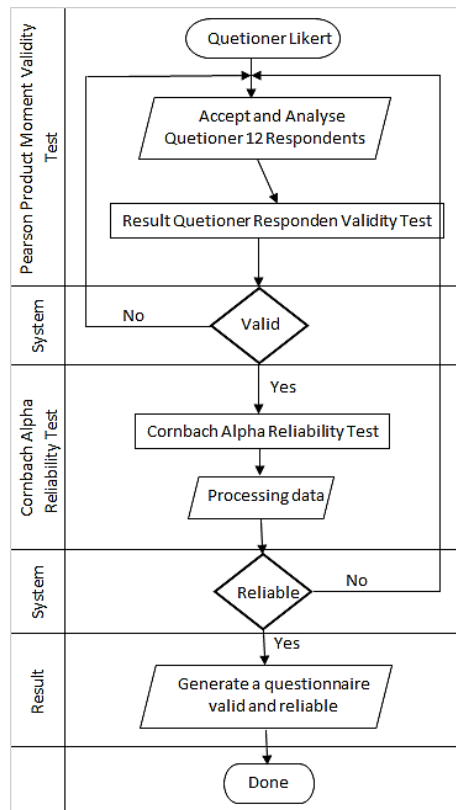 Quetioner Likert
Pearson Product Moment Validity
Test
Accept and Analyse
Quetioner 12 Respondents
Result Quetioner Responden Validity Test
System
No
Valid
Yes
Cornbach Alpha
Reliability Test
Cornbach Alpha Reliability Test
Processing data
System
Reliable
No
Yes
Result
Generate a questionnaire
valid and reliable
Done